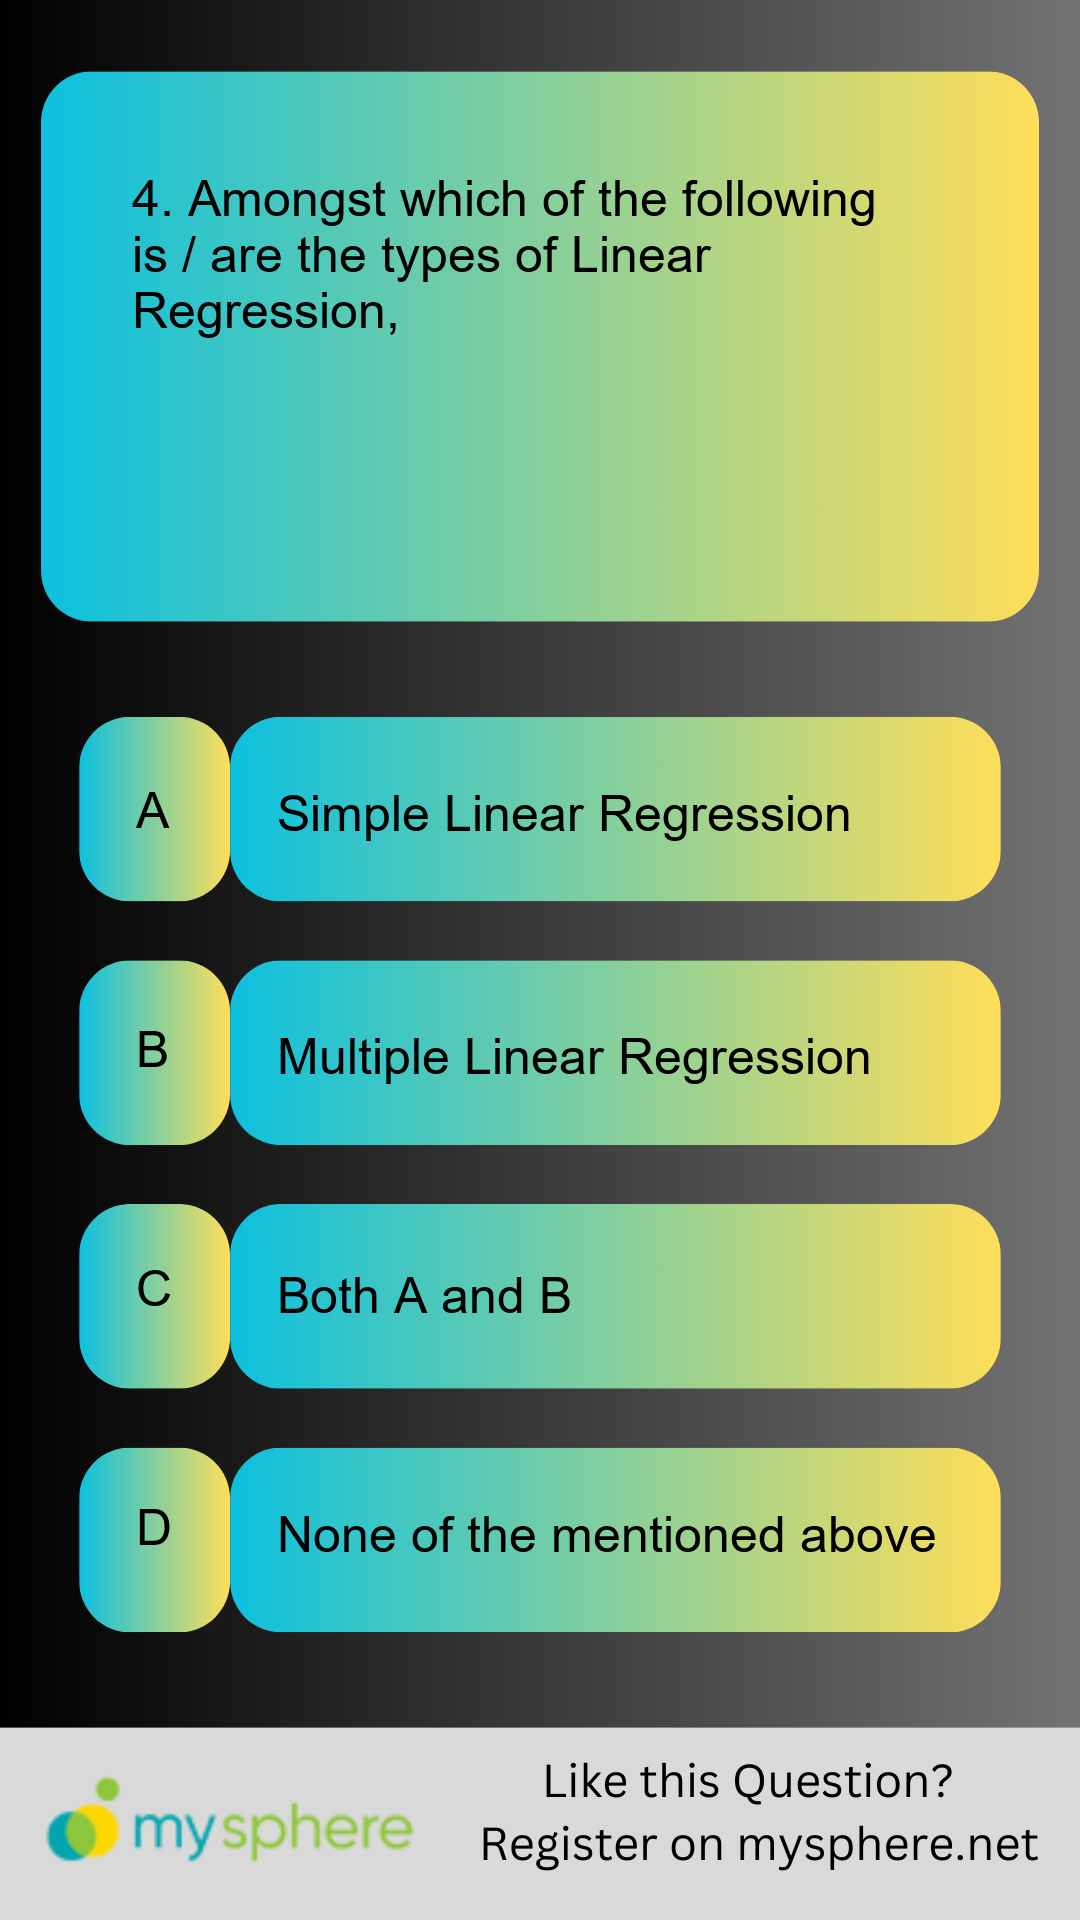 4. Amongst which of the following
is / are the types of Linear
Regression,
A
Simple Linear Regression
B
Multiple Linear Regression
C
Both A and B
D
None of the mentioned above
mysphere
Like this Question?
Register on mysphere.net